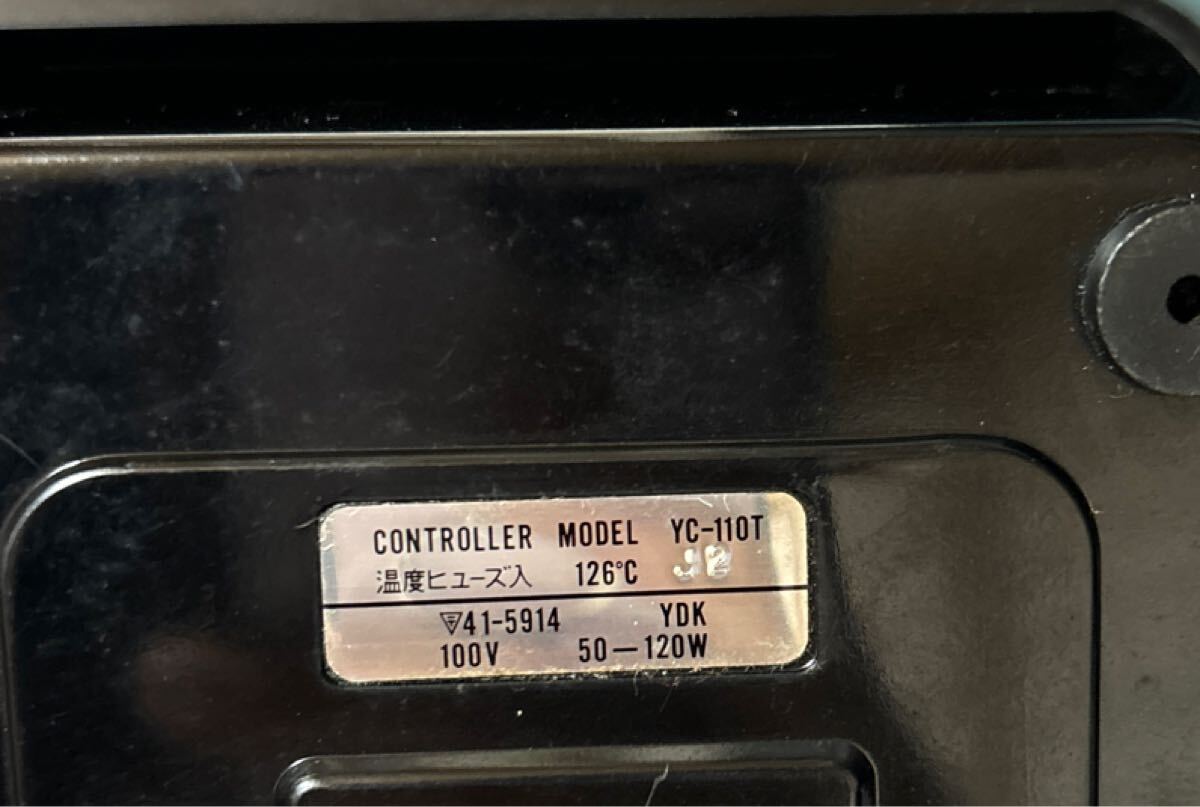 CONTROLLER MODEL YC-110T
温度ヒューズ入 126℃
41-5914 YDK
100V 50—120W